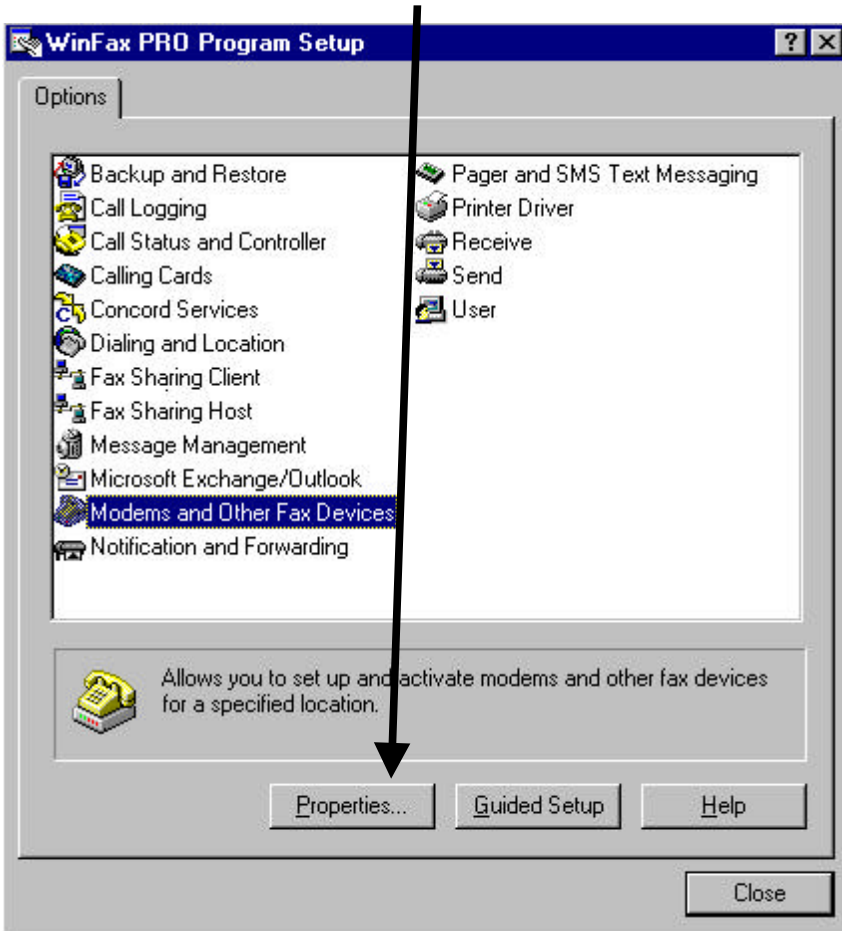 WinFax PRO Program Setup
Options
Backup and Restore
Call Logging
Call Status and Controller
Calling Cards
Concord Services
Dialing and Location
Fax Sharing Client
Fax Sharing Host
Message Management
Microsoft Exchange/Outlook
Modems and Other Fax Devices
Notification and Forwarding
Pager and SMS Text Messaging
Printer Driver
Receive
Send
User
Allows you to set up and activate modems and other fax devices
for a specified location.
Properties...
Guided Setup
Help
Close